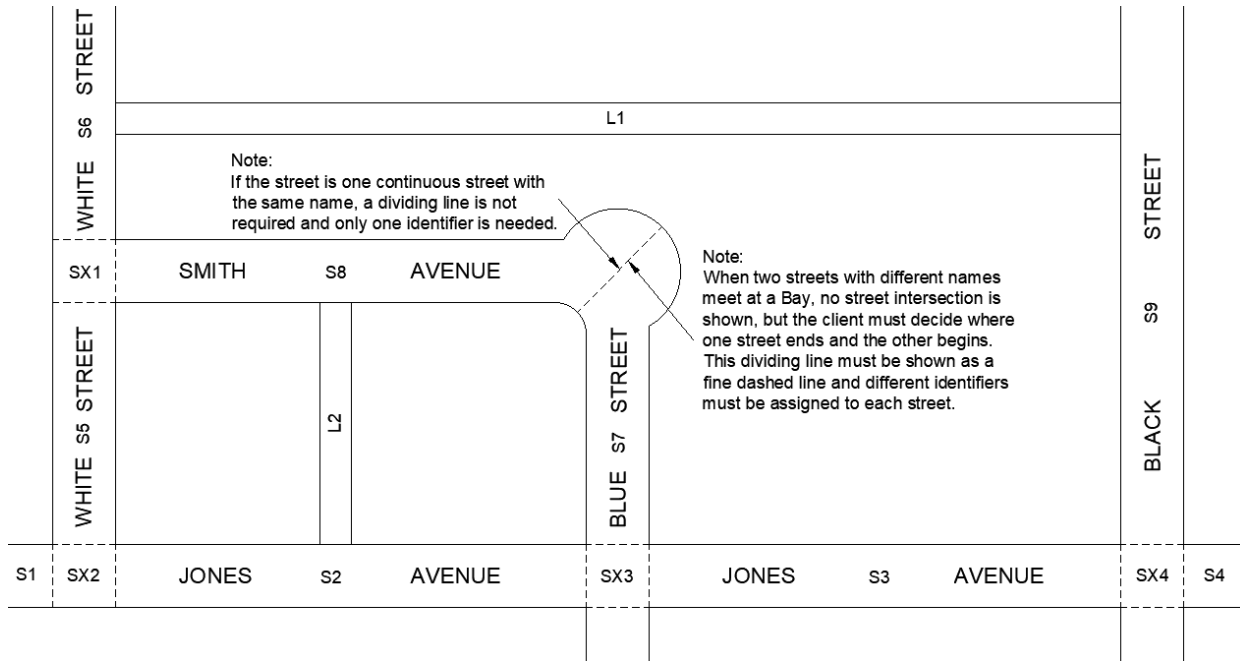 WHITE S6 STREET
L1
Note:
If the street is one continuous street with
the same name, a dividing line is not
required and only one identifier is needed.
SX1 SMITH S8 AVENUE
Note:
When two streets with different names
meet at a Bay, no street intersection is
shown, but the client must decide where
one street ends and the other begins.
This dividing line must be shown as a
fine dashed line and different identifiers
must be assigned to each street.
WHITE S5 STREET
L2
BLUE S7 STREET
BLACK S9 STREET
S1 SX2 JONES S2 AVENUE SX3 JONES S3 AVENUE SX4 S4